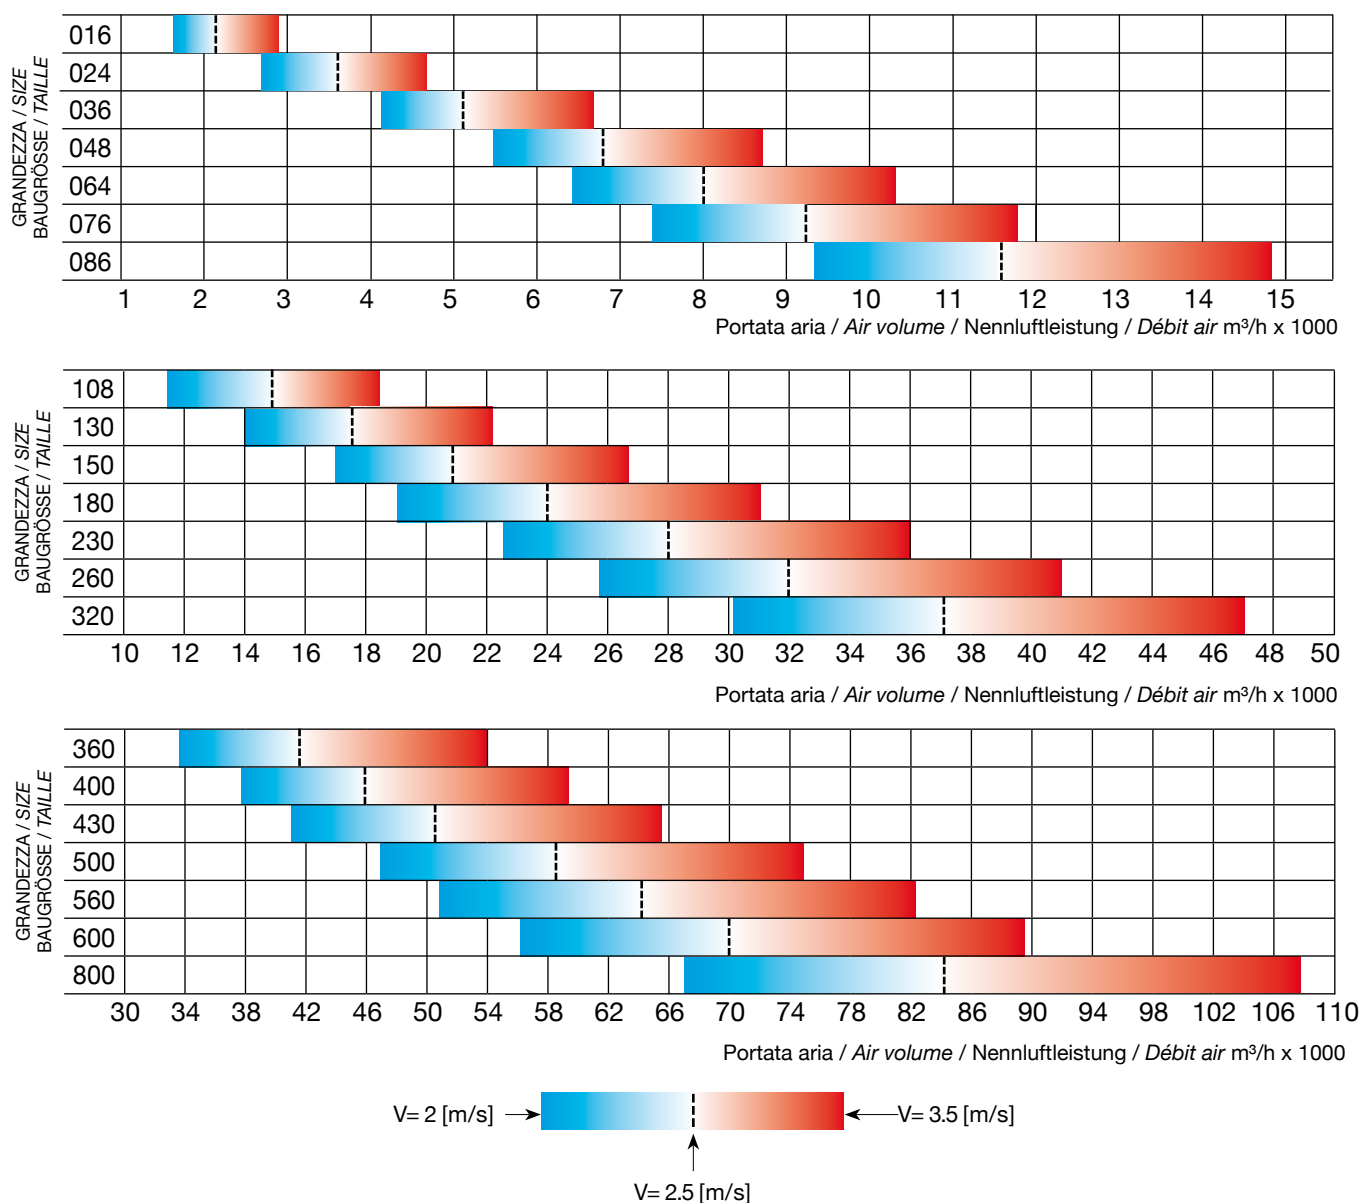 GRANDEZZA / SIZE
BAUGRÖSSE / TAILLE
016
024
036
048
064
076
086
1 2 3 4 5 6 7 8 9 10 11 12 13 14 15
Portata aria / Air volume / Nennluftleistung / Débit air m³/h x 1000
GRANDEZZA / SIZE
BAUGRÖSSE / TAILLE
108
130
150
180
230
260
320
10 12 14 16 18 20 22 24 26 28 30 32 34 36 38 40 42 44 46 48 50
Portata aria / Air volume / Nennluftleistung / Débit air m³/h x 1000
GRANDEZZA / SIZE
BAUGRÖSSE / TAILLE
360
400
430
500
560
600
800
30 34 38 42 46 50 54 58 62 66 70 74 78 82 86 90 94 98 102 106 110
Portata aria / Air volume / Nennluftleistung / Débit air m³/h x 1000
V= 2 [m/s] V= 3.5 [m/s]
V= 2.5 [m/s]